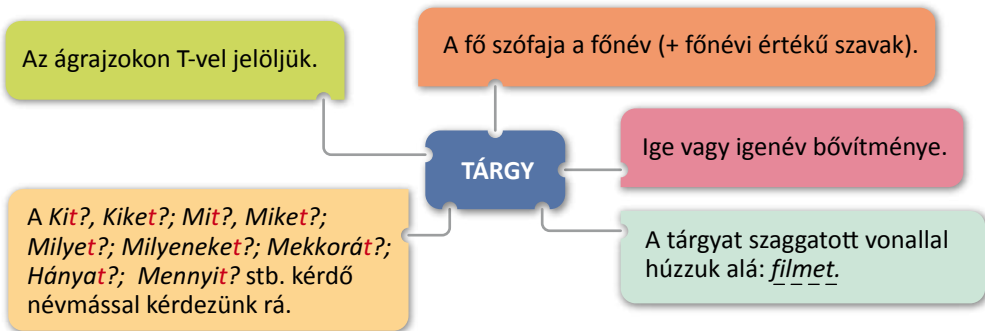 Az ágrajzokon T-vel jelöljük.
A fő szófaja a főnév (+ főnévi értékű szavak).
TÁRGY
Ige vagy igenév bővítménye.
A Kit?, Kiket?; Mit?, Miket?;
Milyet?; Milyeneket?; Mekkorát?;
Hányat?; Mennyit? stb. kérdő
névmással kérdezünk rá.
A tárgyat szaggatott vonallal
húzzuk alá: filmet.